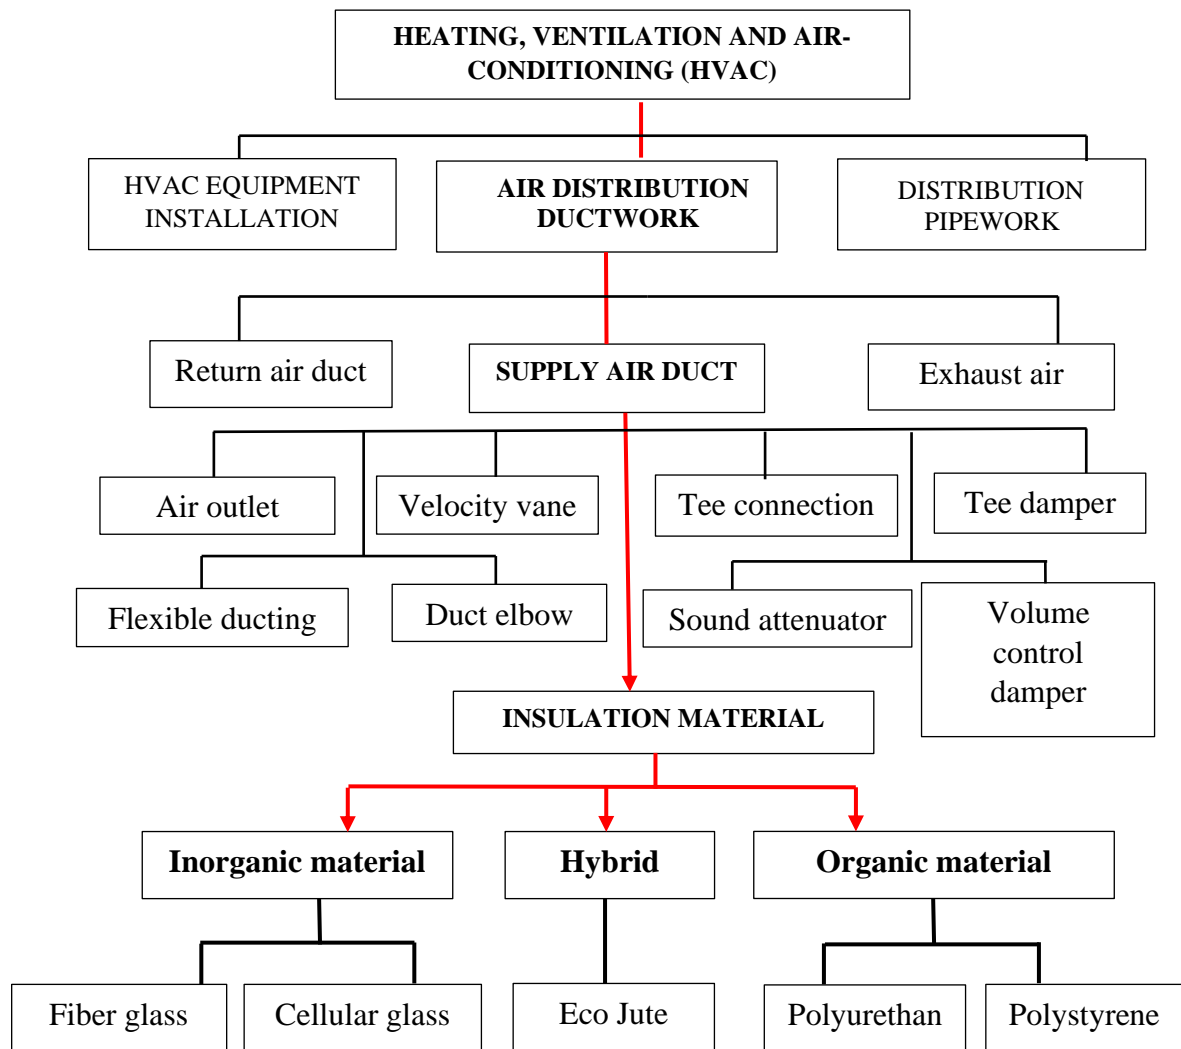 HEATING, VENTILATION AND AIR-
CONDITIONING (HVAC)
HVAC EQUIPMENT
INSTALLATION
AIR DISTRIBUTION
DUCTWORK
DISTRIBUTION
PIPEWORK
Return air duct
SUPPLY AIR DUCT
Exhaust air
Air outlet
Velocity vane
Tee connection
Tee damper
Flexible ducting
Duct elbow
Sound attenuator
Volume
control
damper
INSULATION MATERIAL
Inorganic material
Hybrid
Organic material
Fiber glass
Cellular glass
Eco Jute
Polyurethan
Polystyrene